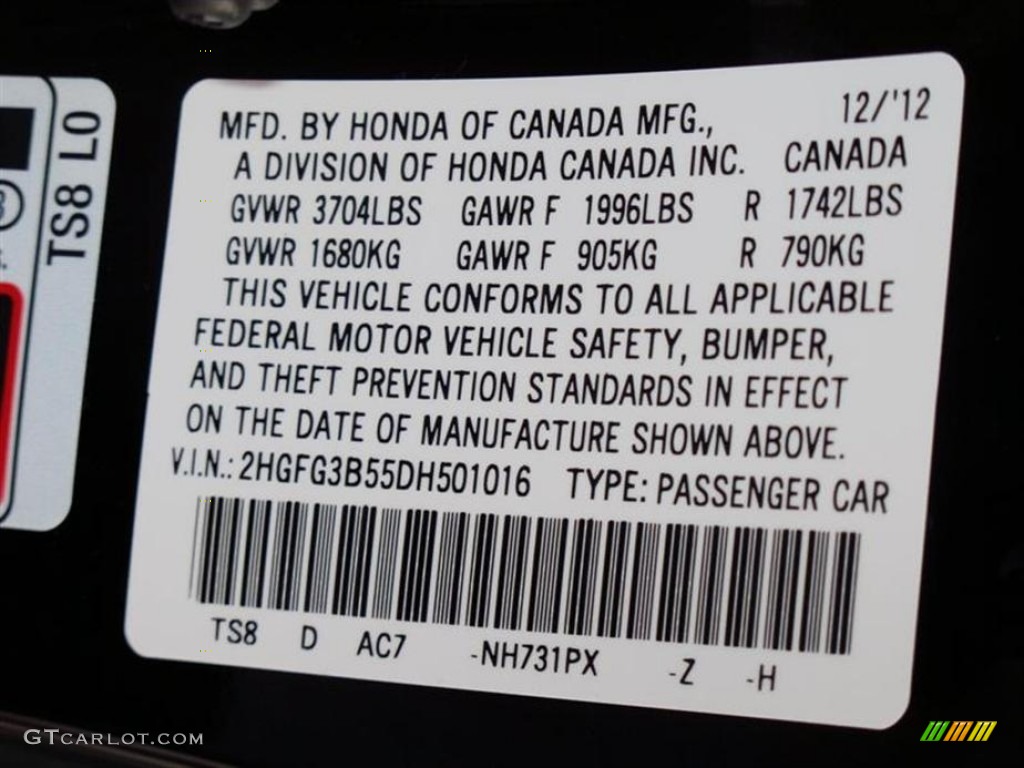 MFD. BY HONDA OF CANADA MFG., 12/'12
A DIVISION OF HONDA CANADA INC. CANADA
GVWR 3704LBS GAWR F 1996LBS R 1742LBS
GVWR 1680KG GAWR F 905KG R 790KG
THIS VEHICLE CONFORMS TO ALL APPLICABLE
FEDERAL MOTOR VEHICLE SAFETY, BUMPER,
AND THEFT PREVENTION STANDARDS IN EFFECT
ON THE DATE OF MANUFACTURE SHOWN ABOVE.
V.I.N.: 2HGFG3B55DH501016 TYPE: PASSENGER CAR
TS8 D AC7 -NH731PX -Z -H
TS8 L0
GTCARLOT.COM